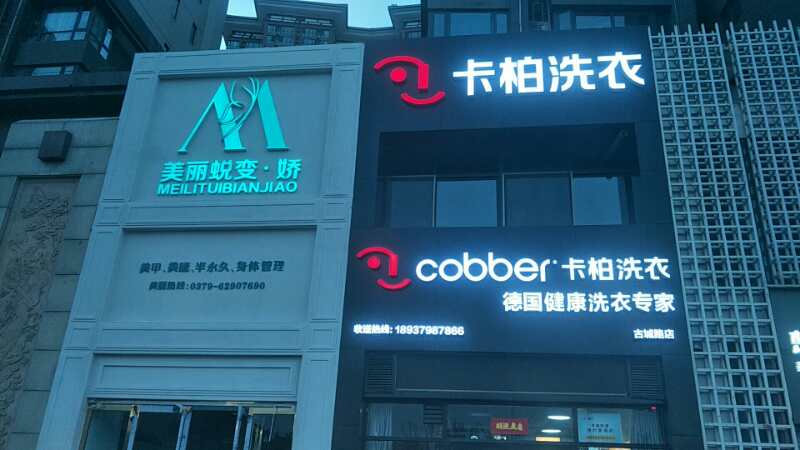 美丽蜕变·娇
MEILITUIBIANJIAO
美甲、美睫、半永久、身体管理
美丽热线:0379-62907690
卡柏洗衣
cobber 卡柏洗衣
德国健康洗衣专家
收送热线: 18937987866
古城路店